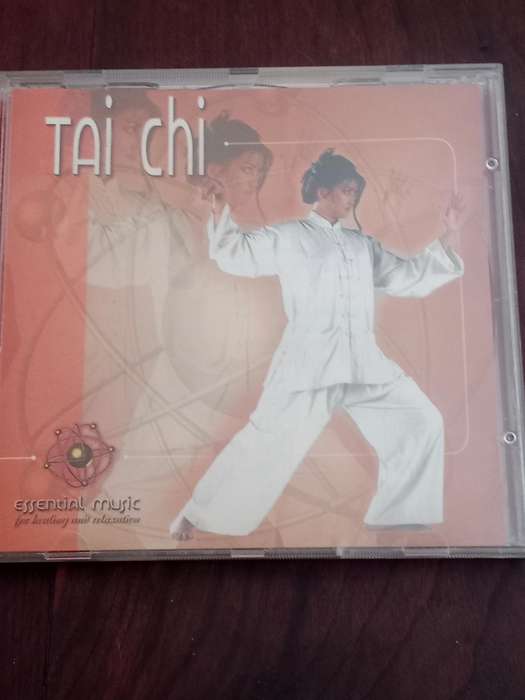 TAi chi
ESSENTIAL MUSIC
for healing and relaxation